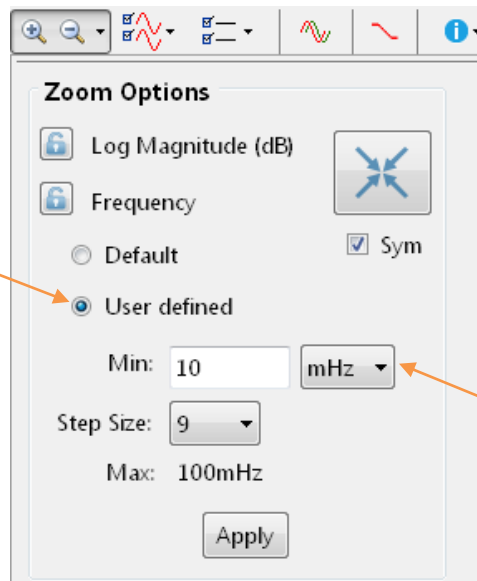 Zoom Options
Log Magnitude (dB)
Frequency
Default
Sym
User defined
Min: 10 mHz
Step Size: 9
Max: 100mHz
Apply